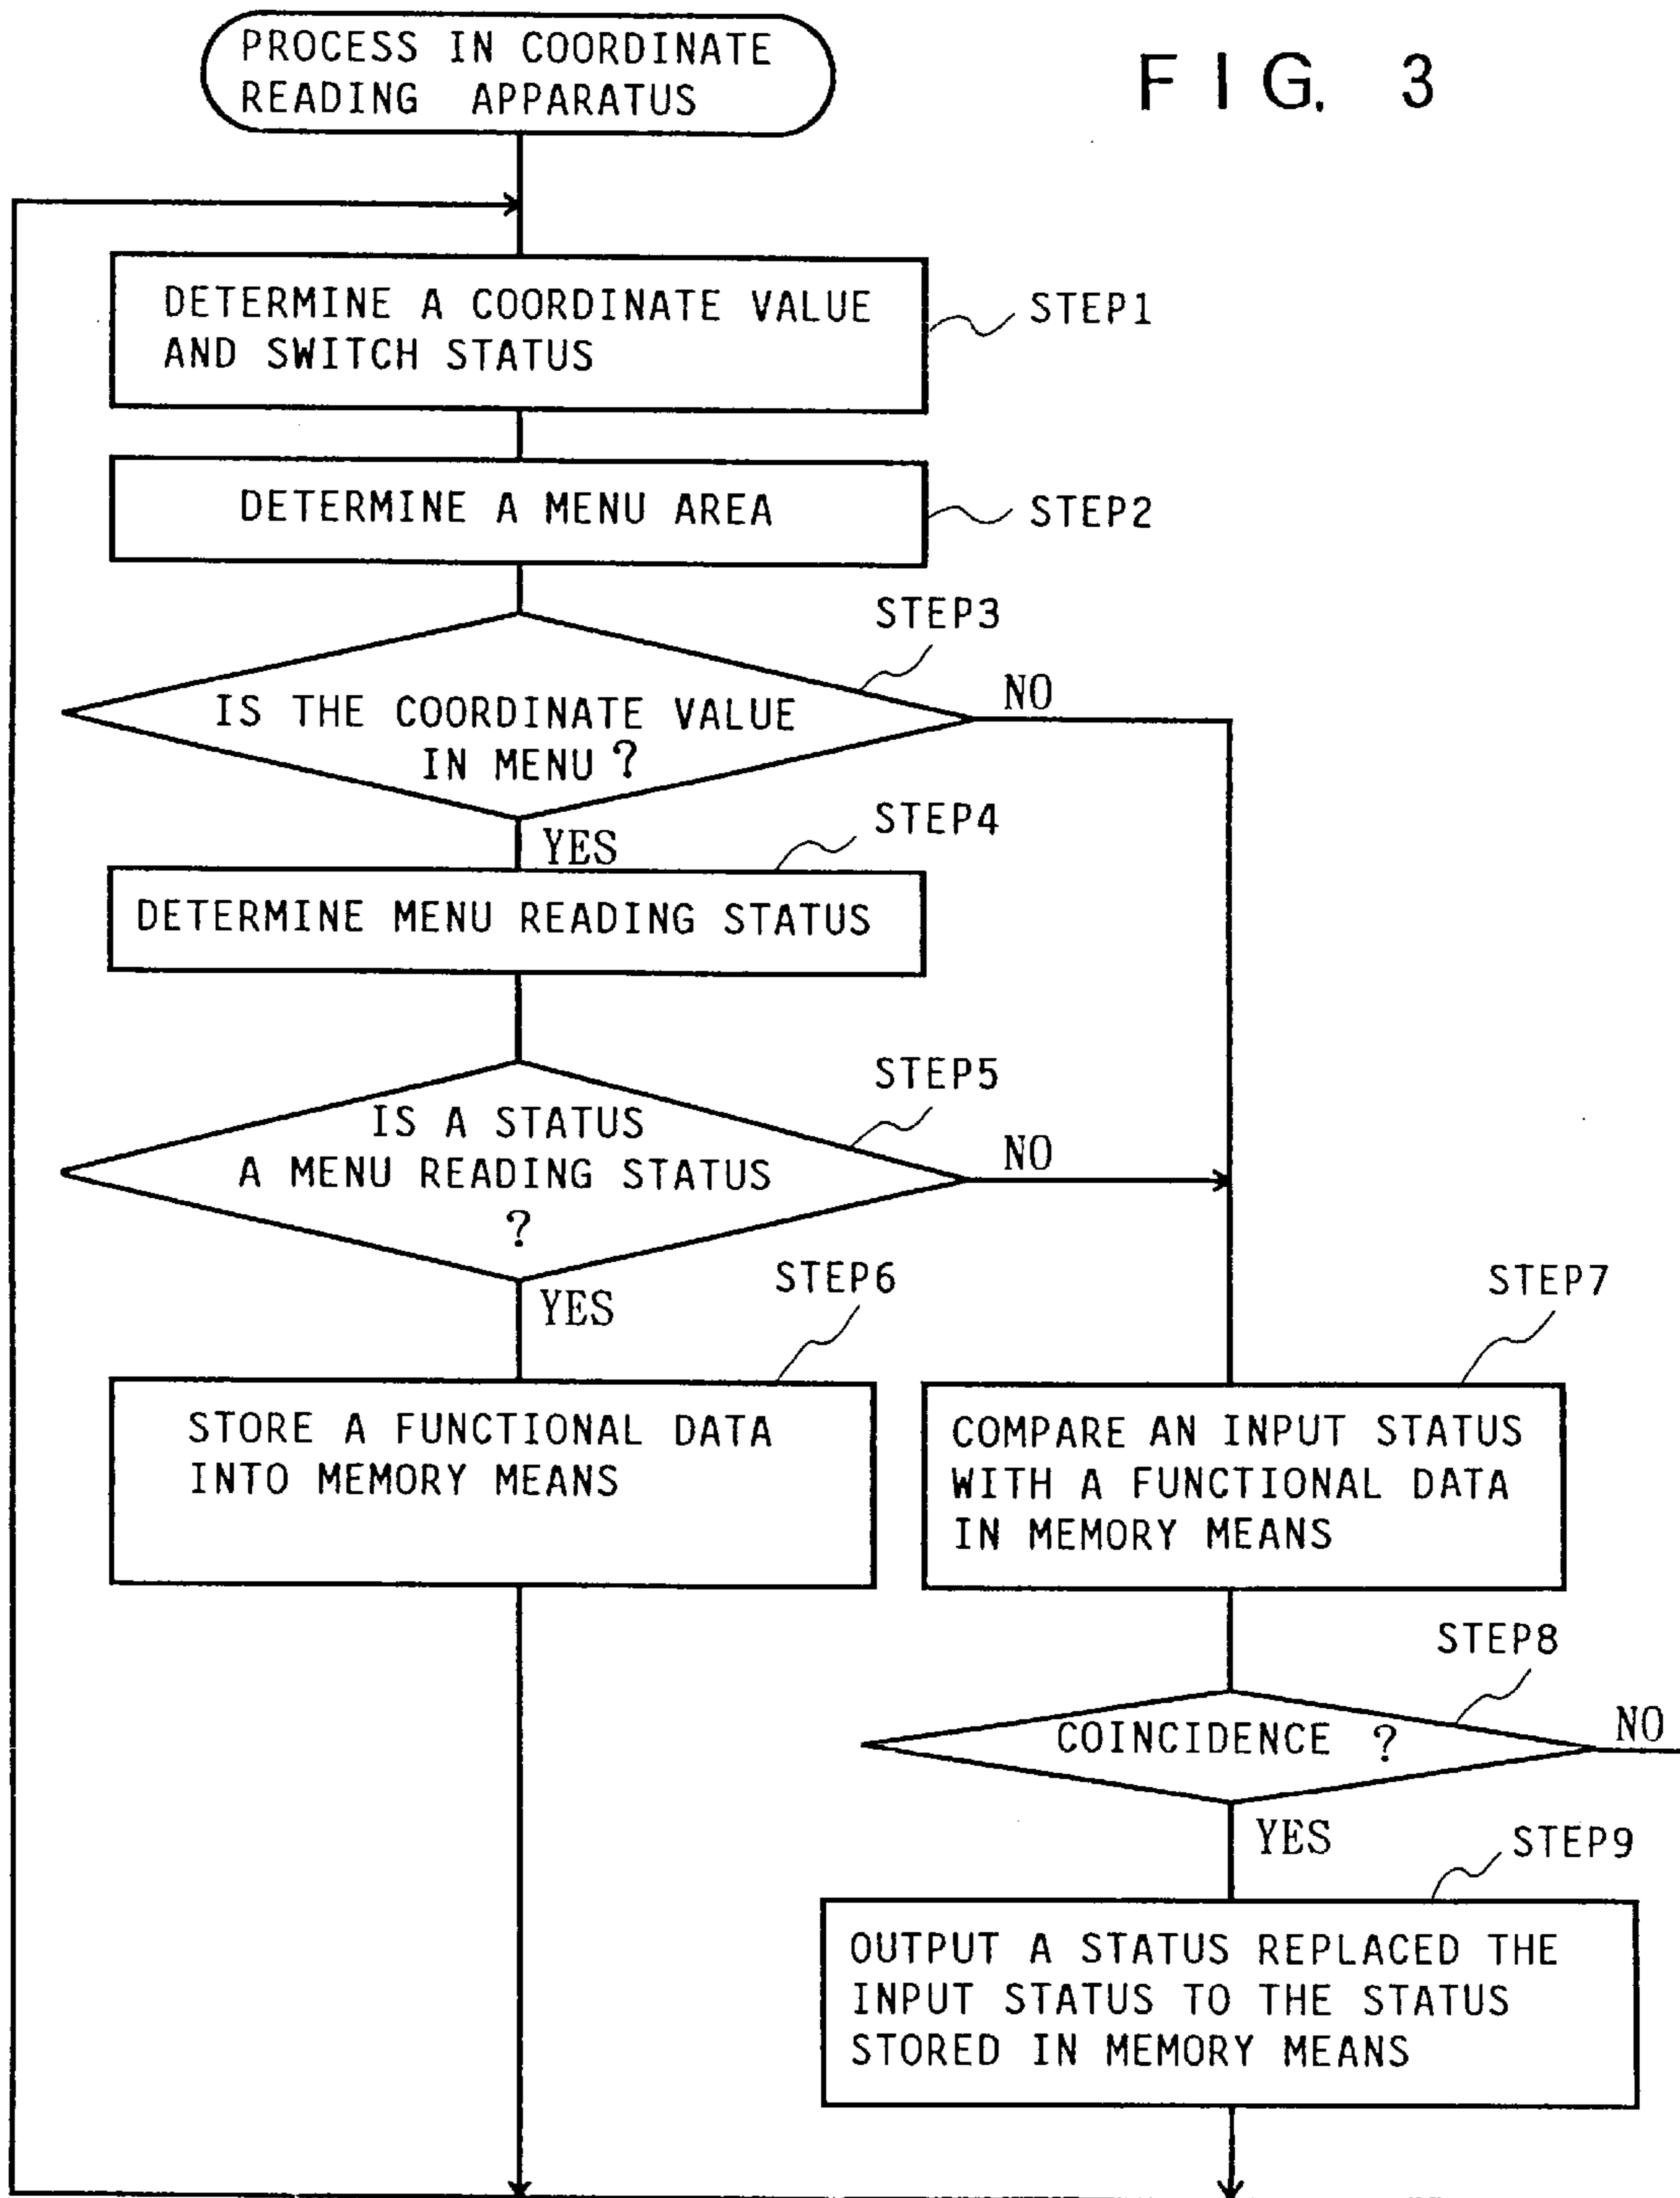 PROCESS IN COORDINATE
READING APPARATUS
FIG. 3
DETERMINE A COORDINATE VALUE
AND SWITCH STATUS
STEP1
DETERMINE A MENU AREA
STEP2
STEP3
IS THE COORDINATE VALUE
IN MENU ?
NO
YES
STEP4
DETERMINE MENU READING STATUS
STEP5
IS A STATUS
A MENU READING STATUS
?
NO
YES
STEP6
STORE A FUNCTIONAL DATA
INTO MEMORY MEANS
STEP7
COMPARE AN INPUT STATUS
WITH A FUNCTIONAL DATA
IN MEMORY MEANS
STEP8
COINCIDENCE ?
NO
YES
STEP9
OUTPUT A STATUS REPLACED THE
INPUT STATUS TO THE STATUS
STORED IN MEMORY MEANS